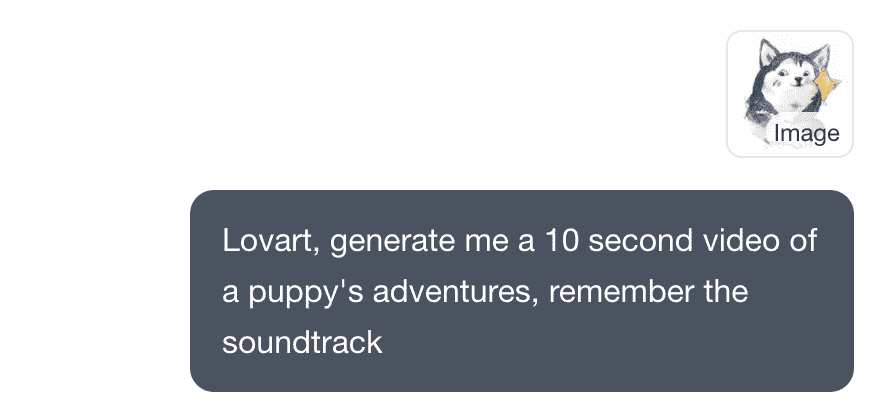 Image
Lovart, generate me a 10 second video of
a puppy's adventures, remember the
soundtrack